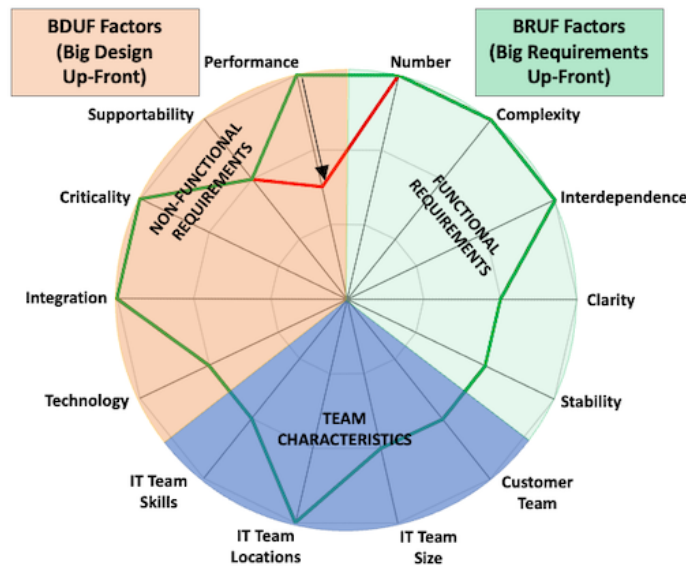 BDUF Factors
(Big Design
Up-Front)
BRUF Factors
(Big Requirements
Up-Front)
Performance
Number
Supportability
Complexity
Criticality
NON-FUNCTIONAL
REQUIREMENTS
FUNCTIONAL
REQUIREMENTS
Interdependence
Integration
Clarity
Technology
Stability
TEAM
CHARACTERISTICS
IT Team
Skills
IT Team
Locations
IT Team
Size
Customer
Team